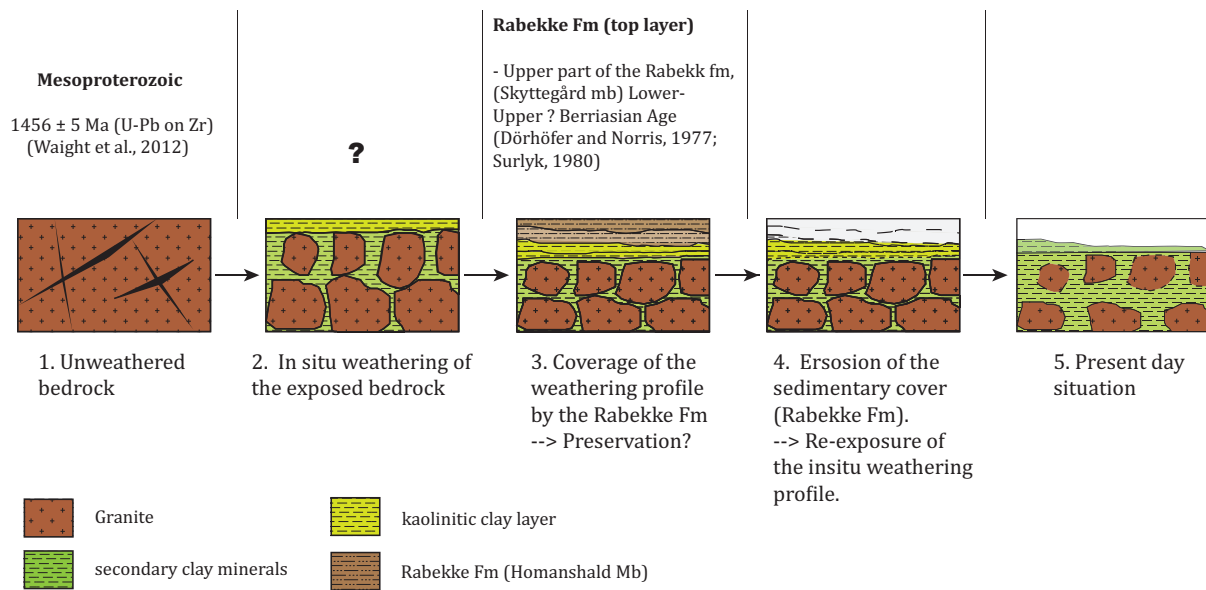 Mesoproterozoic
1456 ± 5 Ma (U-Pb on Zr)
(Waight et al., 2012)
?
Rabekke Fm (top layer)
- Upper part of the Rabekk fm,
(Skyttegård mb) Lower-
Upper ? Berriasian Age
(Dörhöfer and Norris, 1977;
Surlyk, 1980)
1. Unweathered
bedrock
2. In situ weathering of
the exposed bedrock
3. Coverage of the
weathering profile
by the Rabekke Fm
--> Preservation?
4. Ersosion of the
sedimentary cover
(Rabekke Fm).
--> Re-exposure of
the insitu weathering
profile.
5. Present day
situation
Granite
kaolinitic clay layer
secondary clay minerals
Rabekke Fm (Homanshald Mb)